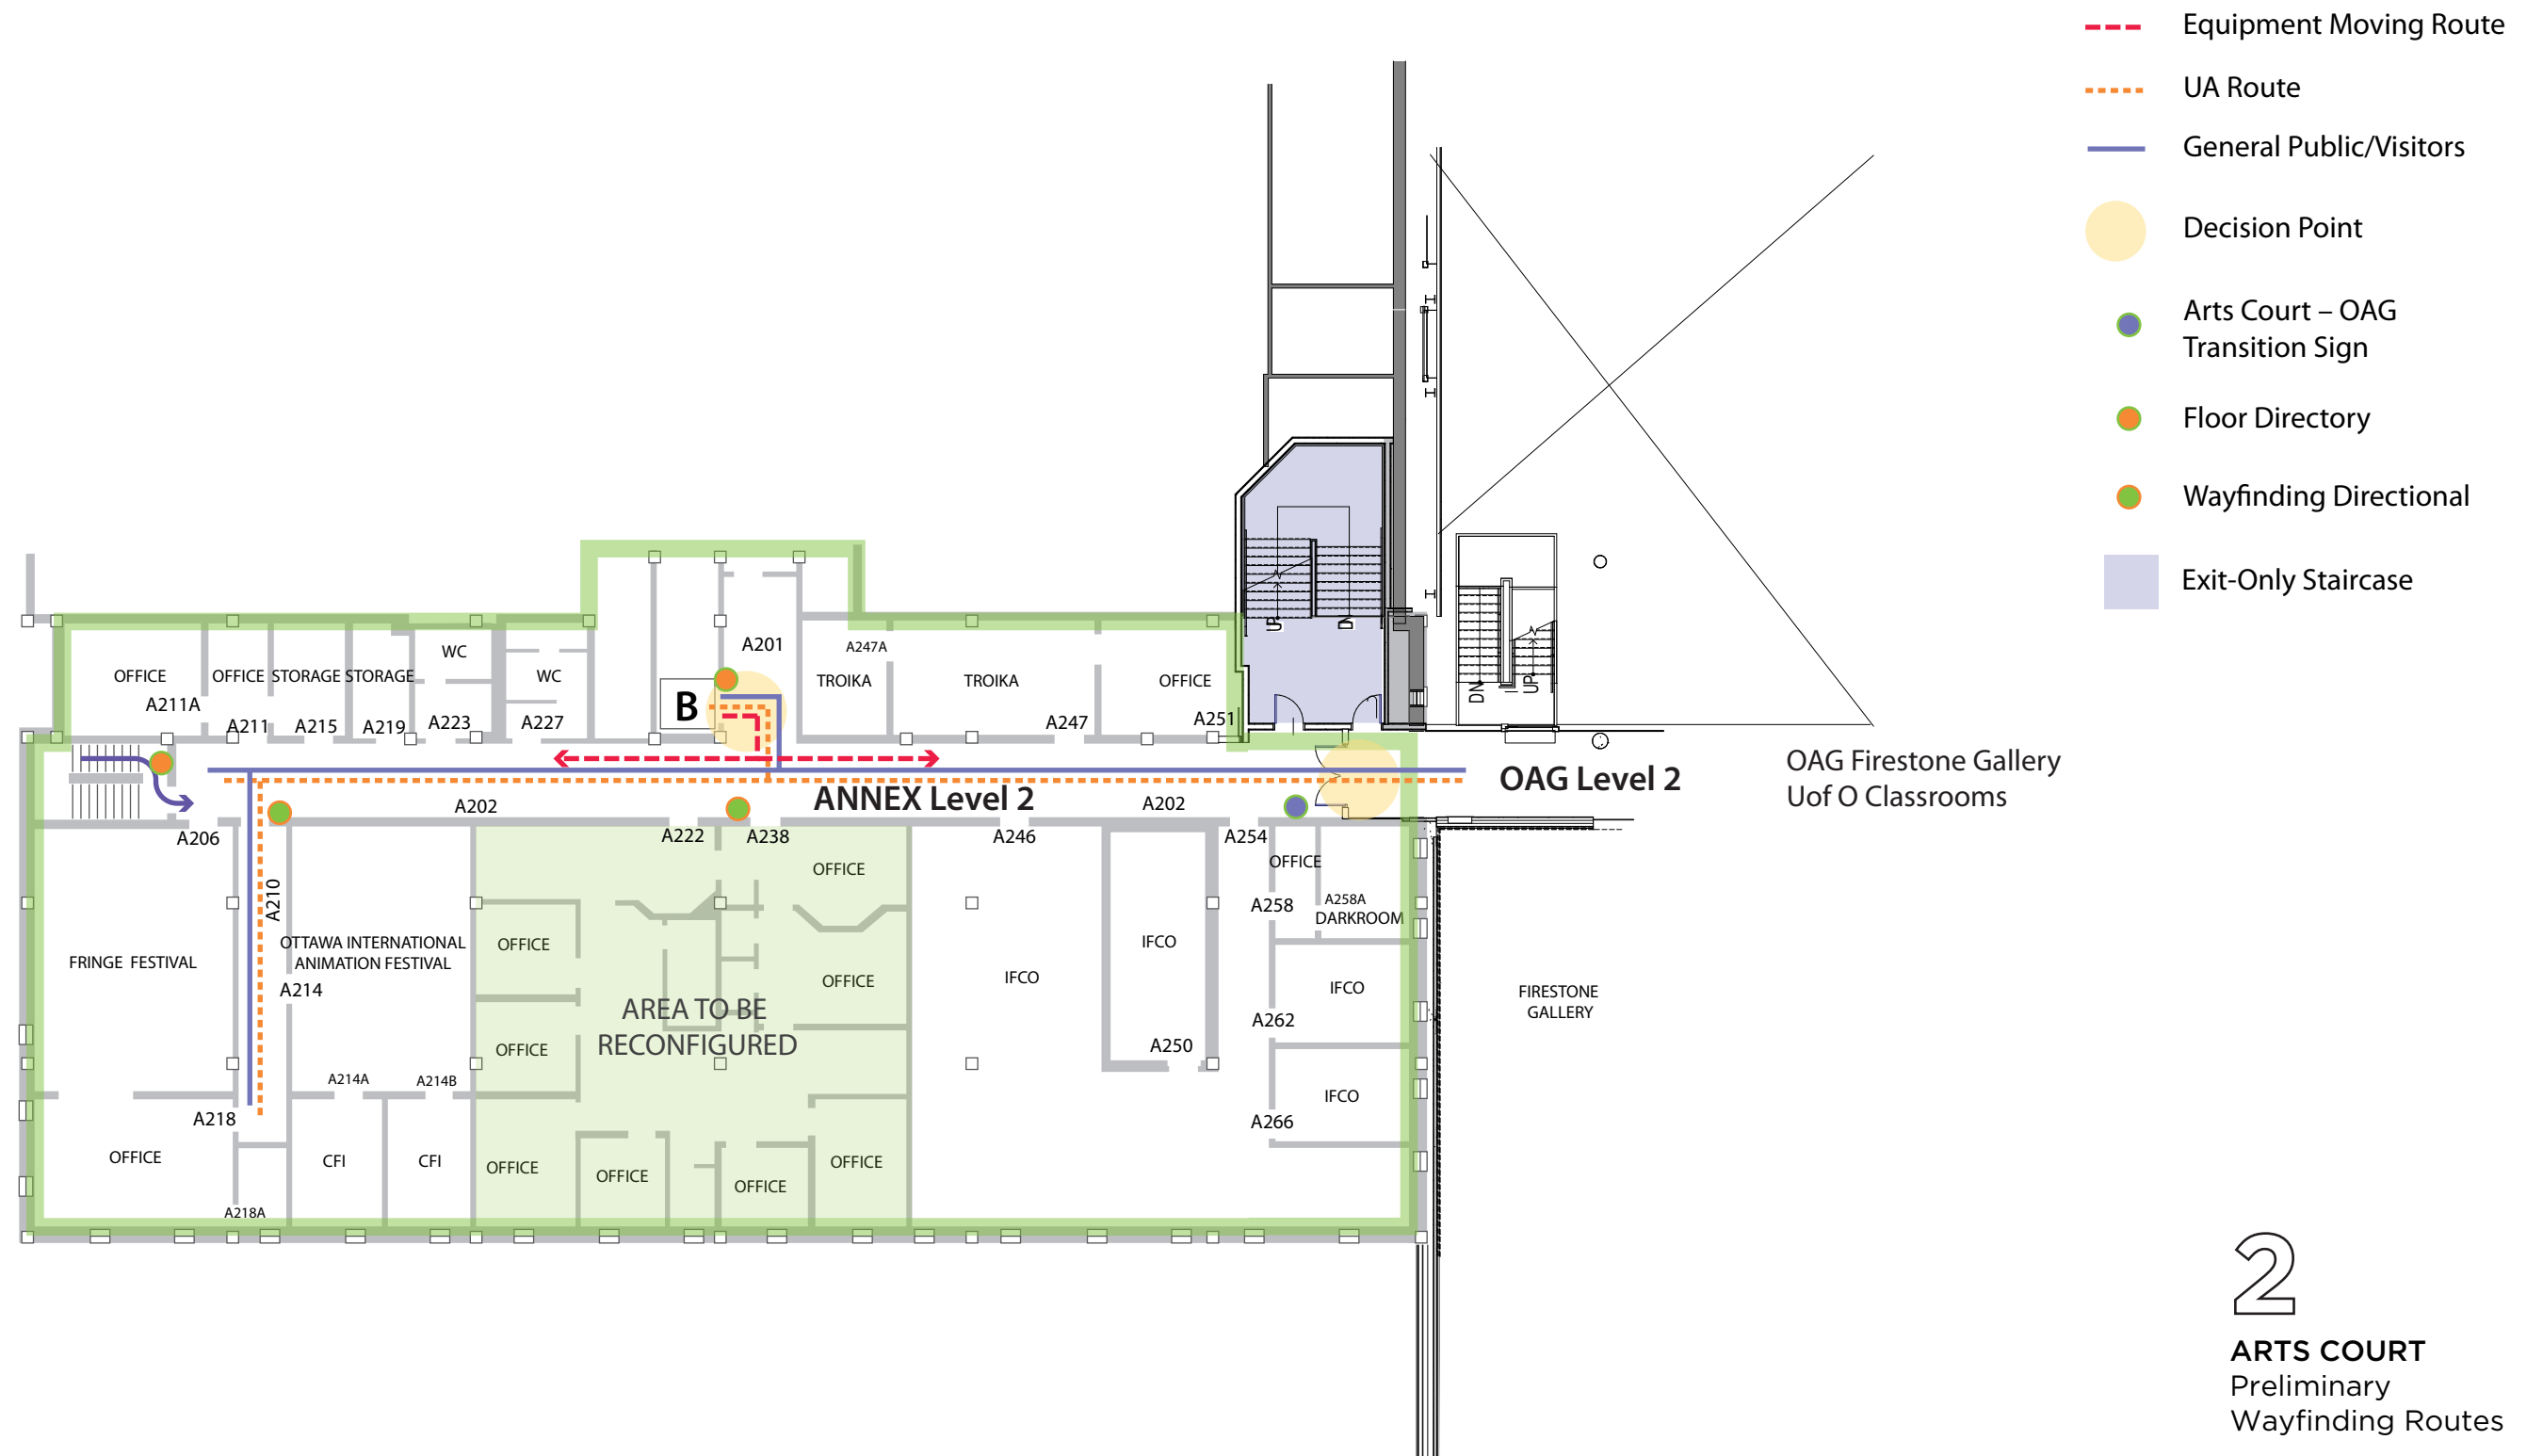 Equipment Moving Route
UA Route
General Public/Visitors
Decision Point
Arts Court – OAG
Transition Sign
Floor Directory
Wayfinding Directional
Exit-Only Staircase
UP
DN
DN
UP
WC
A201
A247A
OFFICE
OFFICE
STORAGE
STORAGE
WC
TROIKA
TROIKA
OFFICE
A211A
B
A211
A215
A219
A223
A227
A247
A251
OAG Firestone Gallery
Uof O Classrooms
OAG Level 2
ANNEX Level 2
A202
A202
A206
A222
A238
A246
A254
OFFICE
OFFICE
A210
A258
A258A
DARKROOM
OTTAWA INTERNATIONAL
ANIMATION FESTIVAL
OFFICE
IFCO
FRINGE FESTIVAL
IFCO
OFFICE
A214
IFCO
FIRESTONE
GALLERY
AREA TO BE
RECONFIGURED
A262
OFFICE
A250
A214A
A214B
IFCO
A218
A266
OFFICE
CFI
CFI
OFFICE
OFFICE
OFFICE
OFFICE
A218A
2
ARTS COURT
Preliminary
Wayfinding Routes